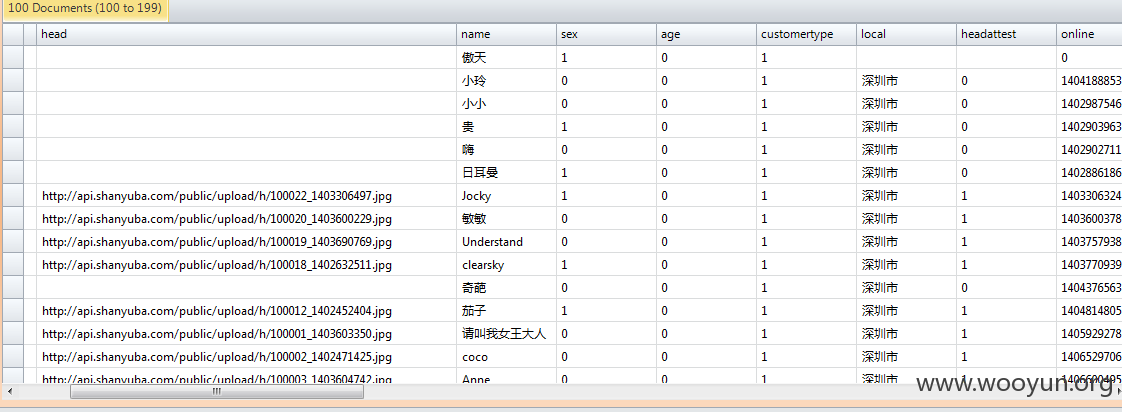 100 Documents (100 to 199)
head name sex age customertype local headattest online
傲天 1 0 1 0
小玲 0 0 1 深圳市 0 1404188853
小小 0 0 1 深圳市 0 1402987546
贵 1 0 1 深圳市 0 1402903963
嗨 0 0 1 深圳市 0 1402902711
日耳曼 1 0 1 深圳市 0 1402886186
http://api.shanyuba.com/public/upload/h/100022_1403306497.jpg Jocky 1 0 1 深圳市 1 1403306324
http://api.shanyuba.com/public/upload/h/100020_1403600229.jpg 敏敏 0 0 1 深圳市 1 1403600378
http://api.shanyuba.com/public/upload/h/100019_1403690769.jpg Understand 0 0 1 深圳市 1 1403757938
http://api.shanyuba.com/public/upload/h/100018_1402632511.jpg clearsky 1 0 1 深圳市 1 1403770939
奇葩 0 0 1 深圳市 0 1404376563
http://api.shanyuba.com/public/upload/h/100012_1402452404.jpg 茄子 1 0 1 深圳市 1 1404814805
http://api.shanyuba.com/public/upload/h/100001_1403603350.jpg 请叫我女王大人 0 0 1 深圳市 1 1405929278
http://api.shanyuba.com/public/upload/h/100002_1402471425.jpg coco 0 0 1 深圳市 1 1406529706
http://api.shanyuba.com/public/upload/h/100003_1403604742.jpg Anne 0 0 1 深圳市 1 1406600495
www.wooyun.org